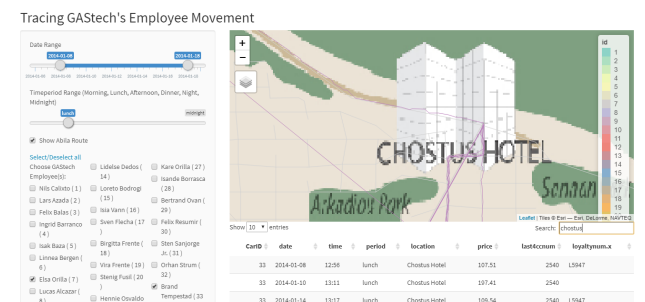 Tracing GAStech's Employee Movement
Date Range
2014-01-08
2014-01-18
Timeperiod Range (Morning, Lunch, Afternoon, Dinner, Night,
Midnight)
lunch
midnight
Show Abila Route
Select/Deselect all
Choose GAStech
Employee(s):
Nils Calixto ( 1 )
Lars Azada ( 2 )
Felix Balas ( 3 )
Ingrid Barranco
( 4 )
Isak Baza ( 5 )
Linnea Bergen (
6 )
Elsa Orilla ( 7 )
Lucas Alcazar (
Lidelse Dedos (
14 )
Loreto Bodrogi
( 15 )
Isia Vann ( 16 )
Sven Flecha ( 17
)
Birgitta Frente (
18 )
Vira Frente ( 19 )
Stenig Fusil ( 20
)
Hennie Osvaldo
Kare Orilla ( 27 )
Isande Borrasca
( 28 )
Bertrand Ovan (
29 )
Felix Resumir (
30 )
Sten Sanjorge
Jr. ( 31 )
Orhan Strum (
32 )
Brand
Tempestad ( 33
+
−
CHOSTUS HOTEL
Arkadiou Park
id
1
2
3
4
5
6
7
8
9
10
11
12
13
14
15
16
17
18
19
Leaflet | Tiles © Esri — Esri, DeLorme, NAVTEQ
Show 10 entries
Search: chostus
CarID date time period location price last4ccnum loyaltynum.x
33 2014-01-08 12:56 lunch Chostus Hotel 107.51 2540 L5947
33 2014-01-10 13:11 lunch Chostus Hotel 197.41 2540
33 2014-01-14 13:17 lunch Chostus Hotel 109.54 2540 L5947